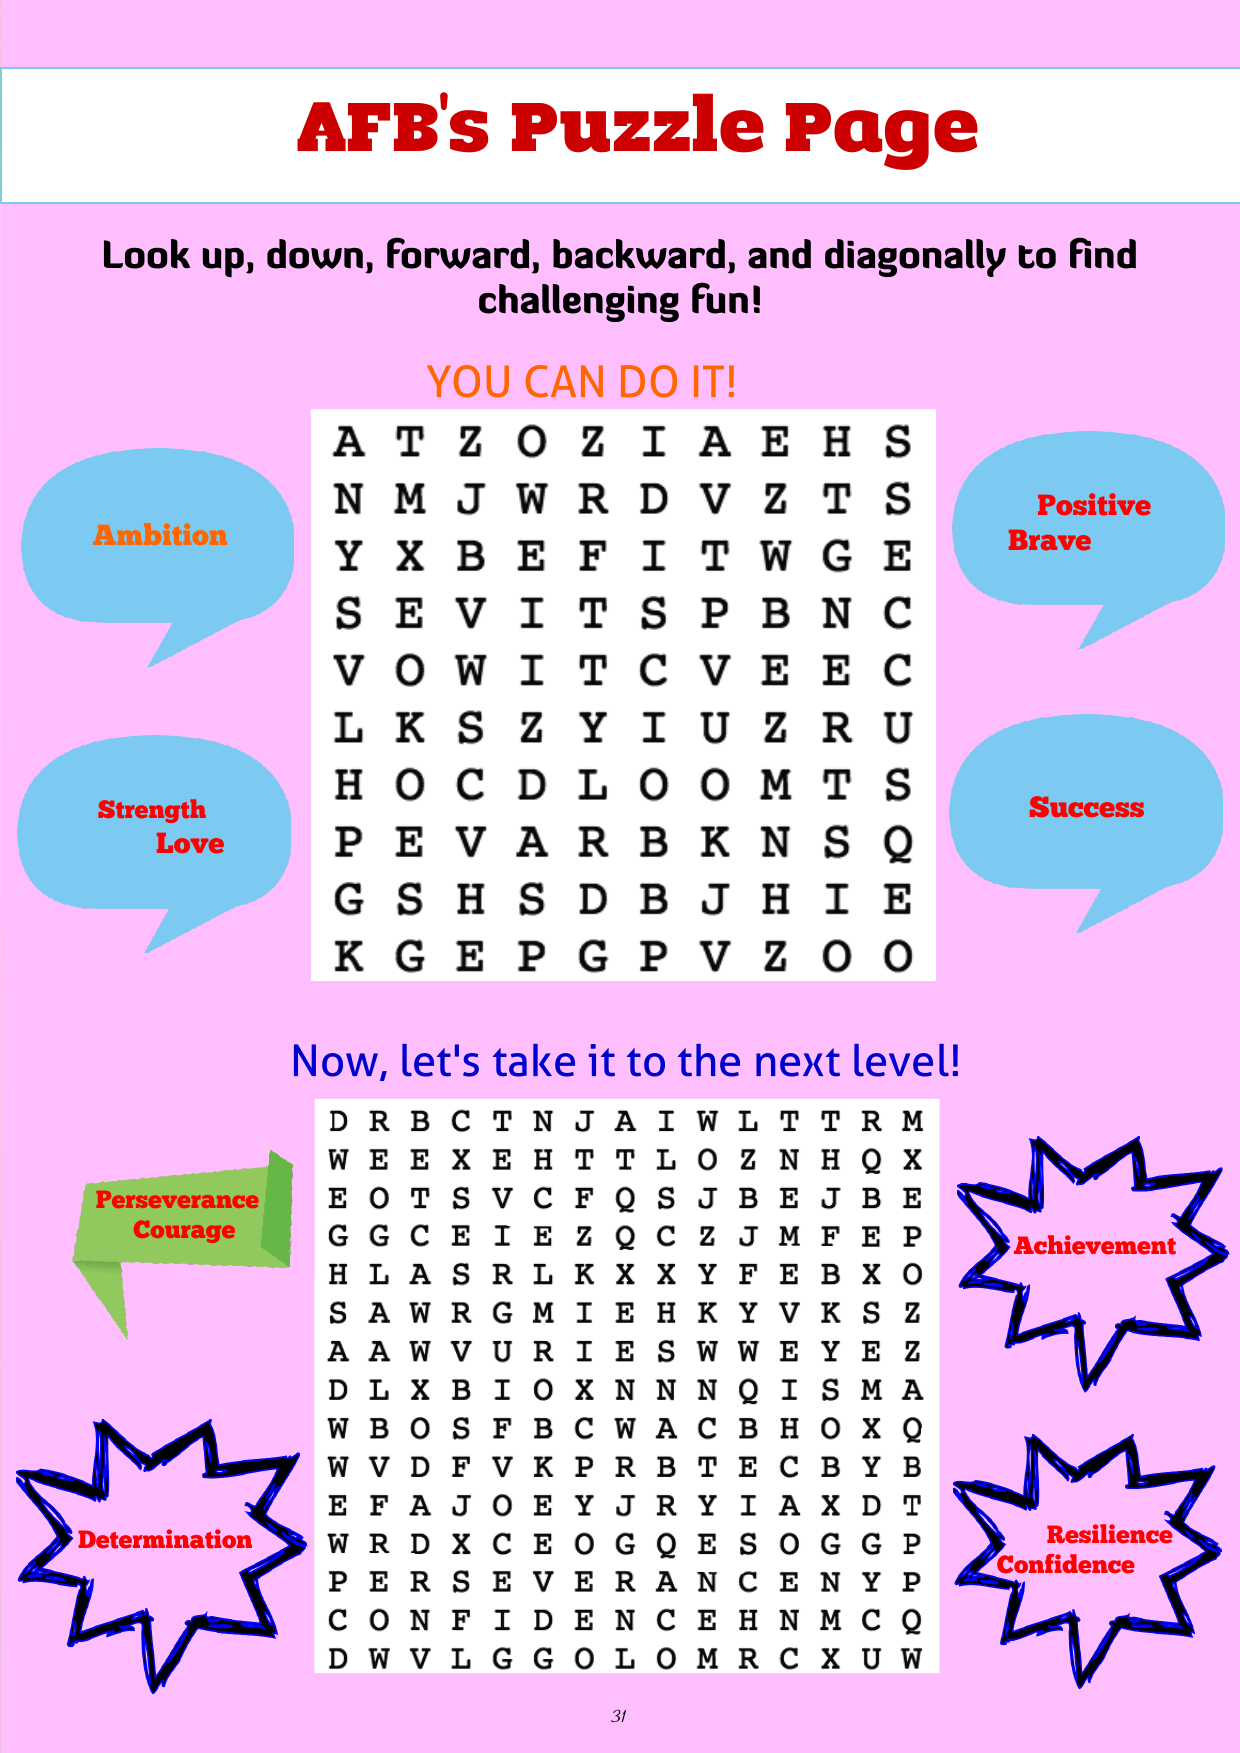 AFB's Puzzle Page
Look up, down, forward, backward, and diagonally to find
challenging fun!
YOU CAN DO IT!
Ambition
Positive
Brave
Strength
Love
Success
A T Z O Z I A E H S
N M J W R D V Z T S
Y X B E F I T W G E
S E V I T S P B N C
V O W I T C V E E C
L K S Z Y I U Z R U
H O C D L O O M T S
P E V A R B K N S Q
G S H S D B J H I E
K G E P G P V Z O O
Now, let's take it to the next level!
Perseverance
Courage
Achievement
Determination
Resilience
Confidence
D R B C T N J A I W L T T R M
W E E X E H T T L O Z N H Q X
E O T S V C F Q S J B E J B E
G G C E I E Z Q C Z J M F E P
H L A S R L K X X Y F E B X O
S A W R G M I E H K Y V K S Z
A A W V U R I E S W W E Y E Z
D L X B I O X N N N Q I S M A
W B O S F B C W A C B H O X Q
W V D F V K P R B T E C B Y B
E F A J O E Y J R Y I A X D T
W R D X C E O G Q E S O G G P
P E R S E V E R A N C E N Y P
C O N F I D E N C E H N M C Q
D W V L G G O L O M R C X U W
31